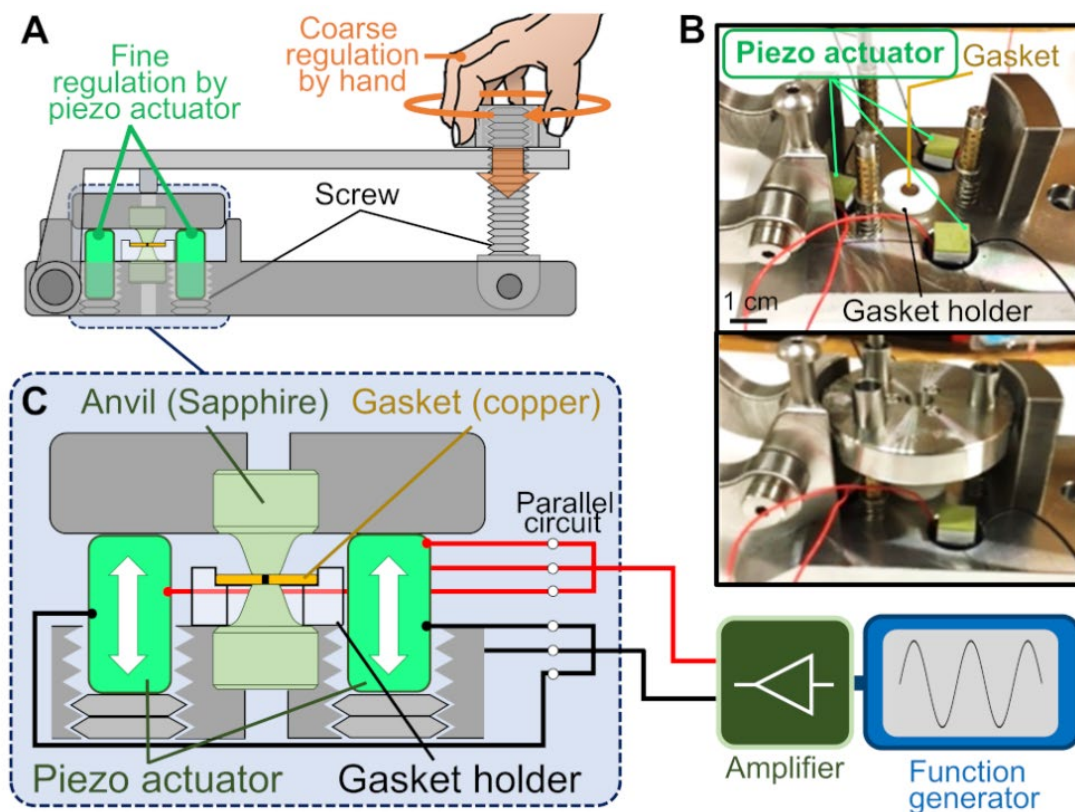 A
Fine
regulation by
piezo actuator
Coarse
regulation
by hand
Screw
B
Piezo actuator
Gasket
1 cm
Gasket holder
C
Anvil (Sapphire)
Gasket (copper)
Parallel
circuit
Piezo actuator
Gasket holder
Amplifier
Function
generator